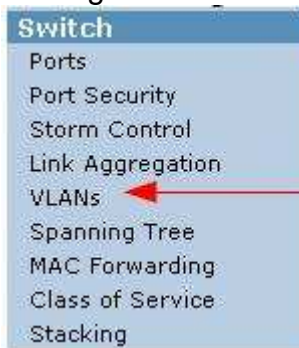 Switch
Ports
Port Security
Storm Control
Link Aggregation
VLANs
Spanning Tree
MAC Forwarding
Class of Service
Stacking